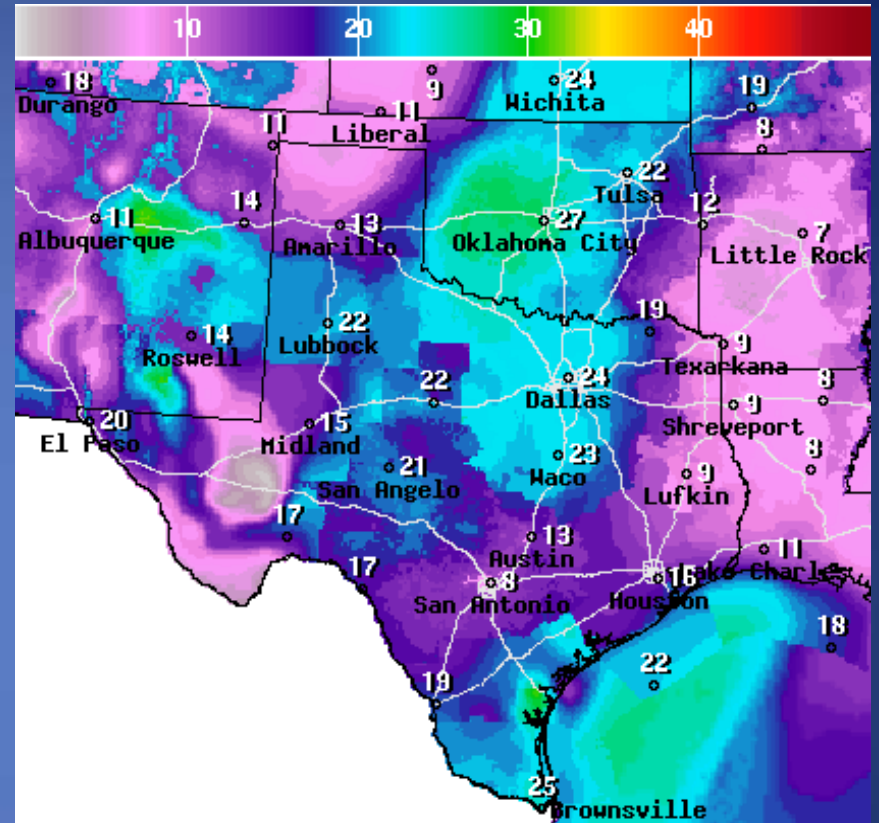 10 20 30 40
18
Durango
9
24
Wichita
19
11
Liberal
11
8
22
Tulsa
11
Albuquerque
14
13
Amarillo
27
Oklahoma City
12
7
Little Rock
14
Roswell
22
Lubbock
19
9
Texarkana
24
Dallas
22
9
Shreveport
8
20
El Paso
15
Midland
21
San Angelo
23
Waco
9
Lufkin
8
17
13
Austin
11
17
8
San Antonio
16
Houston
Lake Charl
18
22
19
25
Brownsville